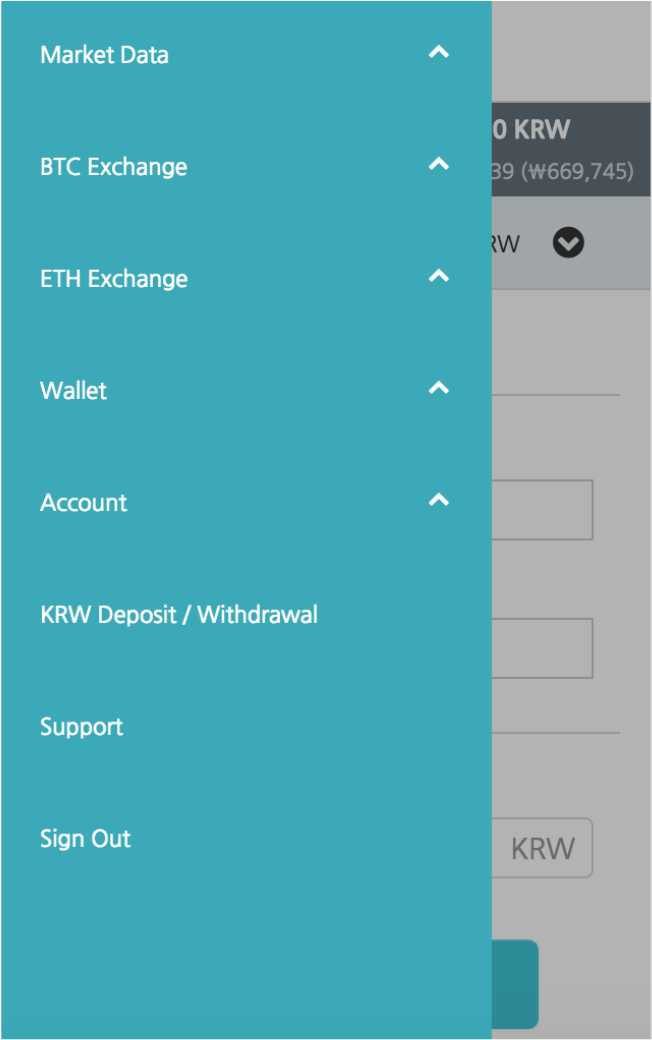 Market Data
0 KRW
39 (₩669,745)
BTC Exchange
RW
ETH Exchange
Wallet
Account
KRW Deposit / Withdrawal
Support
Sign Out
KRW